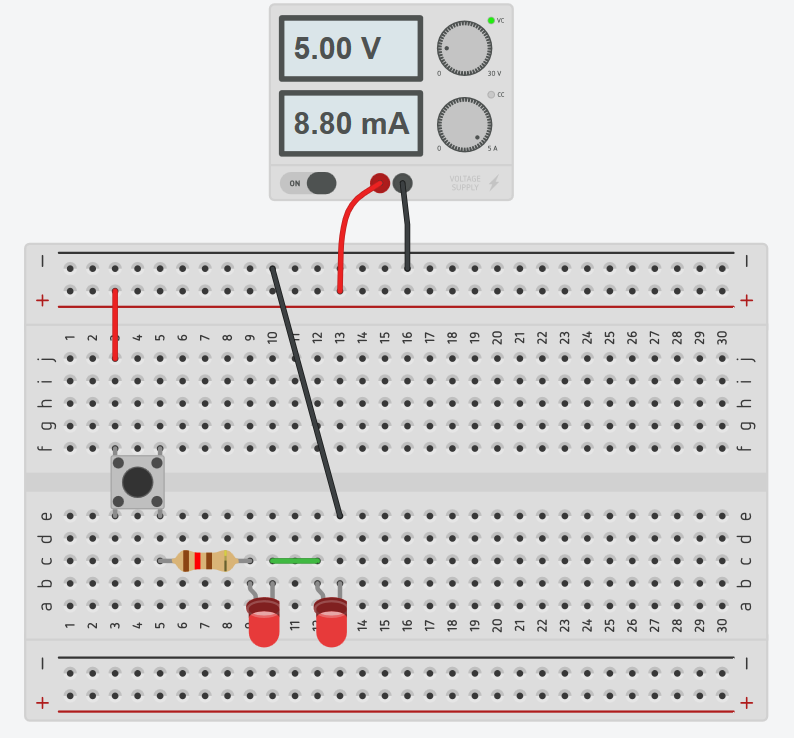 5.00 V
VC
0 30 V
8.80 mA
CC
0 5 A
ON
VOLTAGE
SUPPLY
− −
+ +
1 2 3 4 5 6 7 8 9 10 11 12 13 14 15 16 17 18 19 20 21 22 23 24 25 26 27 28 29 30
j j
i i
h h
g g
f f
e e
d d
c c
b b
a a
1 2 3 4 5 6 7 8 9 10 11 12 13 14 15 16 17 18 19 20 21 22 23 24 25 26 27 28 29 30
− −
+ +